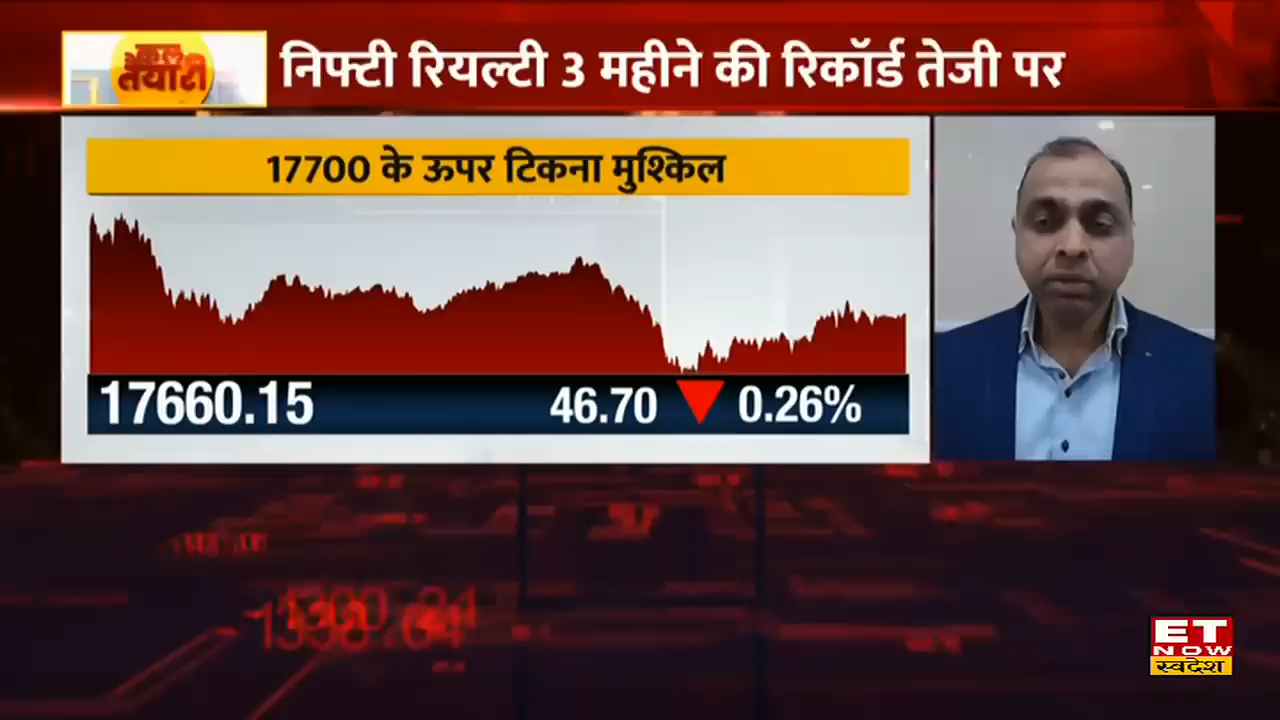 कल की
तैयारी
निफ्टी रियल्टी 3 महीने की रिकॉर्ड तेजी पर
17700 के ऊपर टिकना मुश्किल
17660.15 46.70 0.26%
ET
NOW
स्वदेश